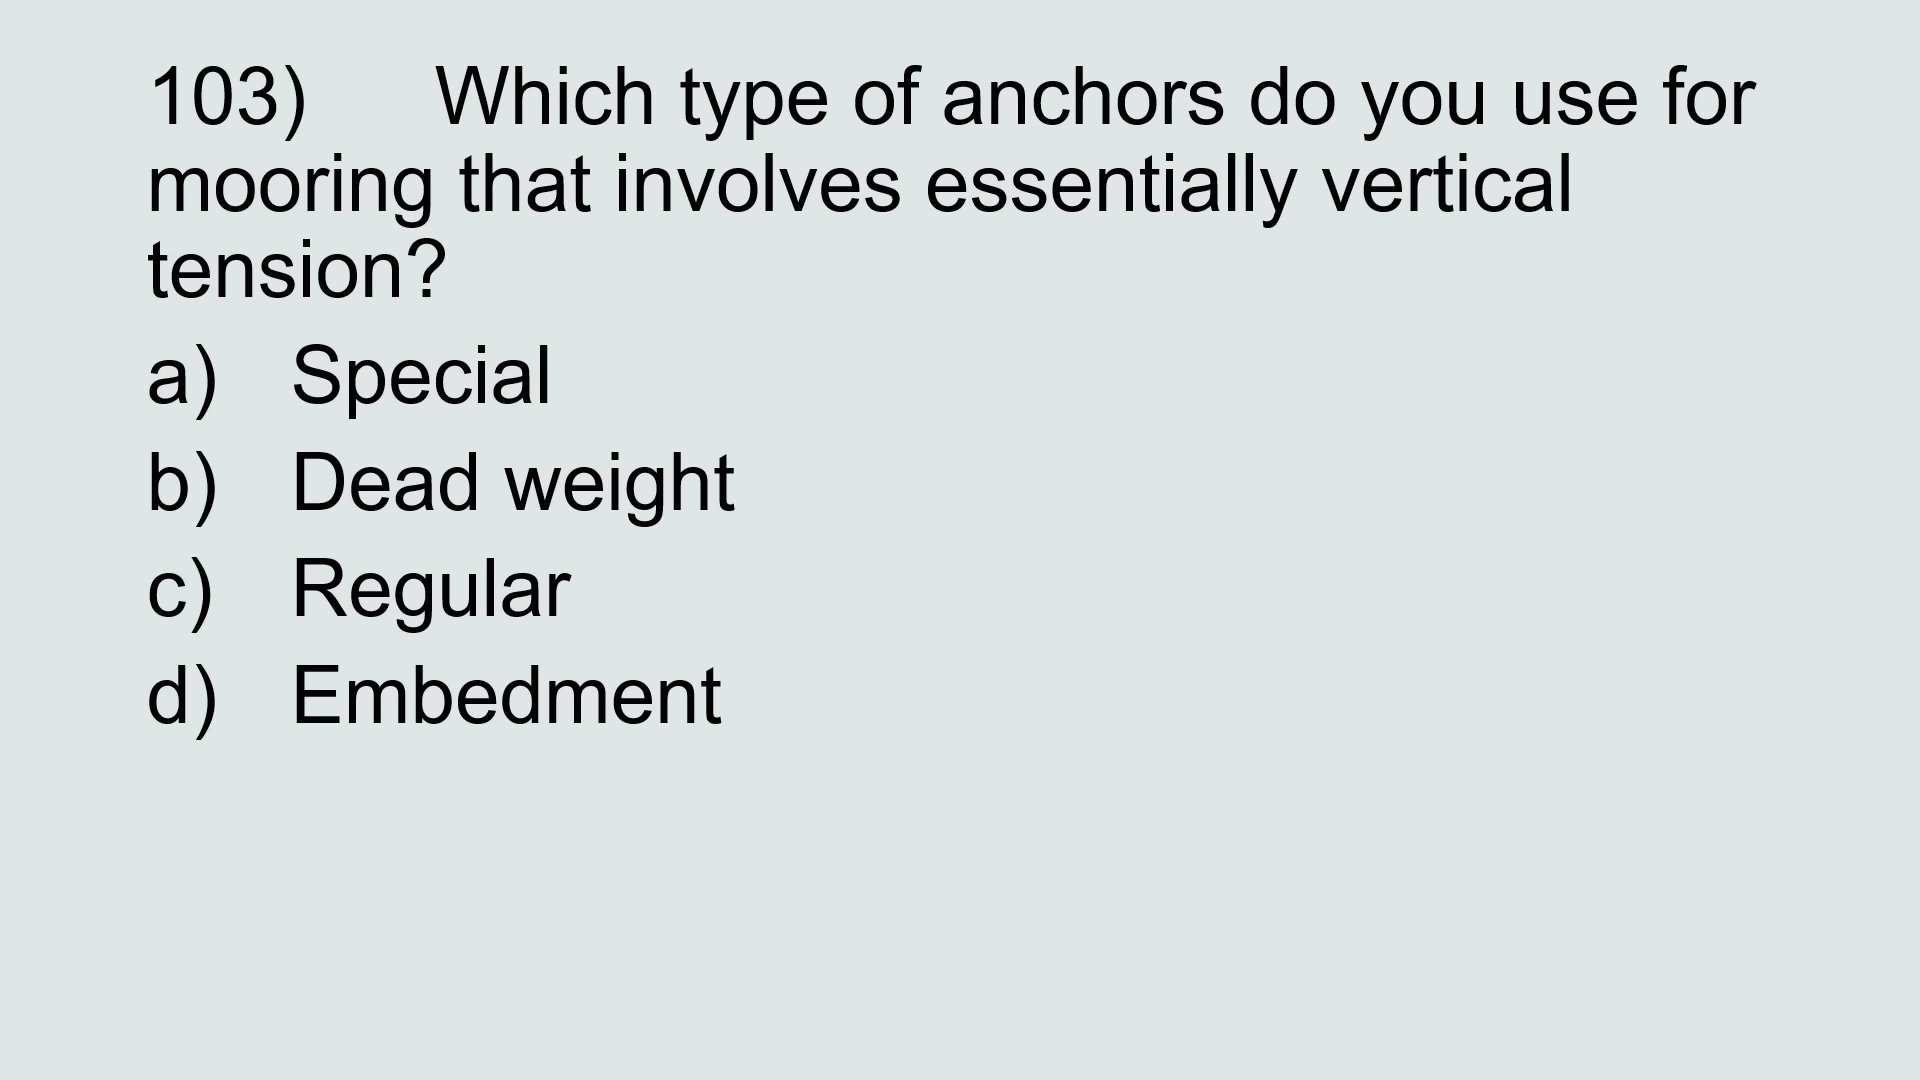 103) Which type of anchors do you use for
mooring that involves essentially vertical
tension?
a) Special
b) Dead weight
c) Regular
d) Embedment